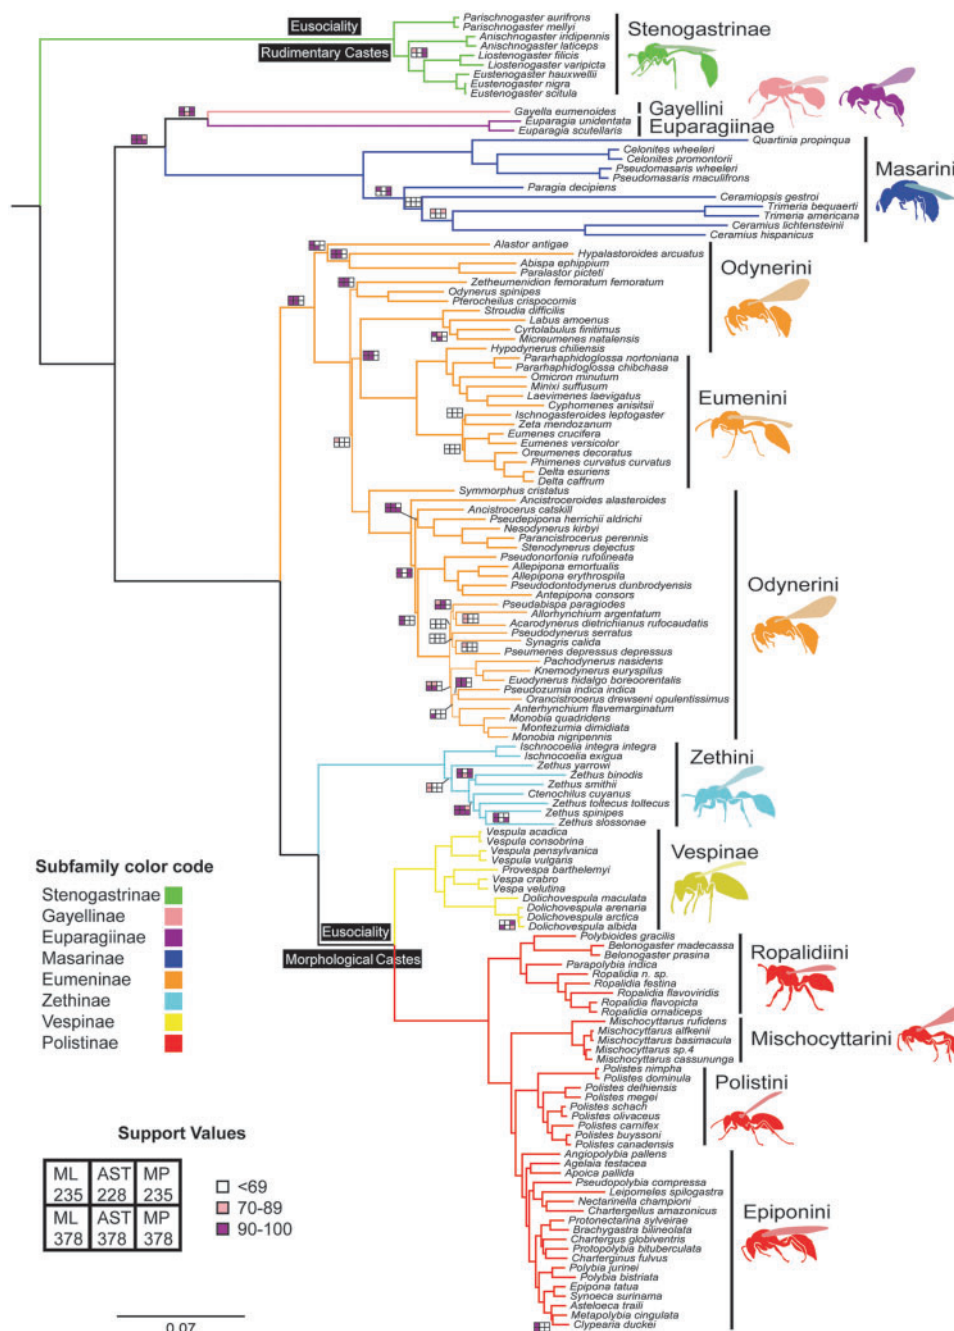 Eusociality
Rudimentary Castes
Parischnogaster aurifrons
Parischnogaster mellyi
Anischnogaster iridipennis
Anischnogaster laticeps
Liostenogaster filicis
Liostenogaster varipicta
Eustenogaster hauxwellii
Eustenogaster nigra
Eustenogaster scitula
Stenogastrinae
Gayella eumenoides
Gayellini
Euparagia unidentata
Euparagia scutellaris
Euparagiinae
Quartinia propinqua
Celonites wheeleri
Celonites promontorii
Pseudomasaris wheeleri
Pseudomasaris maculifrons
Paragia decipiens
Ceramiopsis gestroi
Trimeria bequaerti
Trimeria americana
Ceramius lichtensteinii
Ceramius hispanicus
Masarini
Alastor antigae
Hypalastoroides arcuatus
Abispa ephippium
Paralastor picteti
Zetheumenidion femoratum femoratum
Odynerus spinipes
Pterocheilus crispocornis
Stroudia difficilis
Labus amoenus
Cyrtolabulus finitimus
Micreumenes natalensis
Odynerini
Hypodynerus chiliensis
Pararhaphidoglossa nortoniana
Pararhaphidoglossa chibchasa
Omicron minutum
Minixi suffusum
Laevimenes laevigatus
Cyphomenes anisitsii
Ischnogasteroides leptogaster
Zeta mendozanum
Eumenes crucifera
Eumenes versicolor
Oreumenes decoratus
Phimenes curvatus curvatus
Delta esuriens
Delta caffrum
Eumenini
Symmorphus cristatus
Ancistroceroides alasteroides
Ancistrocerus catskill
Pseudepipona herrichii aldrichi
Nesodynerus kirbyi
Parancistrocerus perennis
Stenodynerus dejectus
Pseudonortonia rufolineata
Allepipona emortualis
Allepipona erythrospila
Pseudodontodynerus dunbrodyensis
Antepipona consors
Pseudabispa paragiodes
Allorhynchium argentatum
Acarodynerus dietrichianus rufocaudatis
Pseudodynerus serratus
Synagris calida
Pseumenes depressus depressus
Pachodynerus nasidens
Knemodynerus euryspilus
Euodynerus hidalgo boreoorentalis
Pseudozumia indica indica
Orancistrocerus drewseni opulentissimus
Anterhynchium flavemarginatum
Monobia quadridens
Montezumia dimidiata
Monobia nigripennis
Odynerini
Ischnocoelia integra integra
Ischnocoelia exigua
Zethus yarrowi
Zethus binodis
Zethus smithii
Ctenochilus cuyanus
Zethus toltecus toltecus
Zethus spinipes
Zethus slossonae
Zethini
Eusociality
Morphological Castes
Vespula acadica
Vespula consobrina
Vespula pensylvanica
Vespula vulgaris
Provespa barthelemyi
Vespa crabro
Vespa velutina
Dolichovespula maculata
Dolichovespula arenaria
Dolichovespula arctica
Dolichovespula albida
Vespinae
Polybioides gracilis
Belonogaster madecassa
Belonogaster prasina
Parapolybia indica
Ropalidia n. sp.
Ropalidia festina
Ropalidia flavoviridis
Ropalidia flavopicta
Ropalidia ornaticeps
Ropalidiini
Mischocyttarus rufidens
Mischocyttarus alfkenii
Mischocyttarus basimacula
Mischocyttarus sp.4
Mischocyttarus cassununga
Mischocyttarini
Polistes nimpha
Polistes dominula
Polistes delhiensis
Polistes megei
Polistes schach
Polistes olivaceus
Polistes carnifex
Polistes buyssoni
Polistes canadensis
Polistini
Angiopolybia pallens
Agelaia testacea
Apoica pallida
Pseudopolybia compressa
Leipomeles spilogastra
Nectarinella championi
Chartergellus amazonicus
Protonectarina sylveirae
Brachygastra bilineolata
Chartergus globiventris
Protopolybia bituberculata
Charterginus fulvus
Polybia jurinei
Polybia bistriata
Epipona tatua
Synoeca surinama
Asteloeca traili
Metapolybia cingulata
Clypearia duckei
Epiponini
Subfamily color code
Stenogastrinae
Gayellinae
Euparagiinae
Masarinae
Eumeninae
Zethinae
Vespinae
Polistinae
Support Values
ML AST MP
235 228 235
ML AST MP
378 378 378
<69
70-89
90-100
0.07